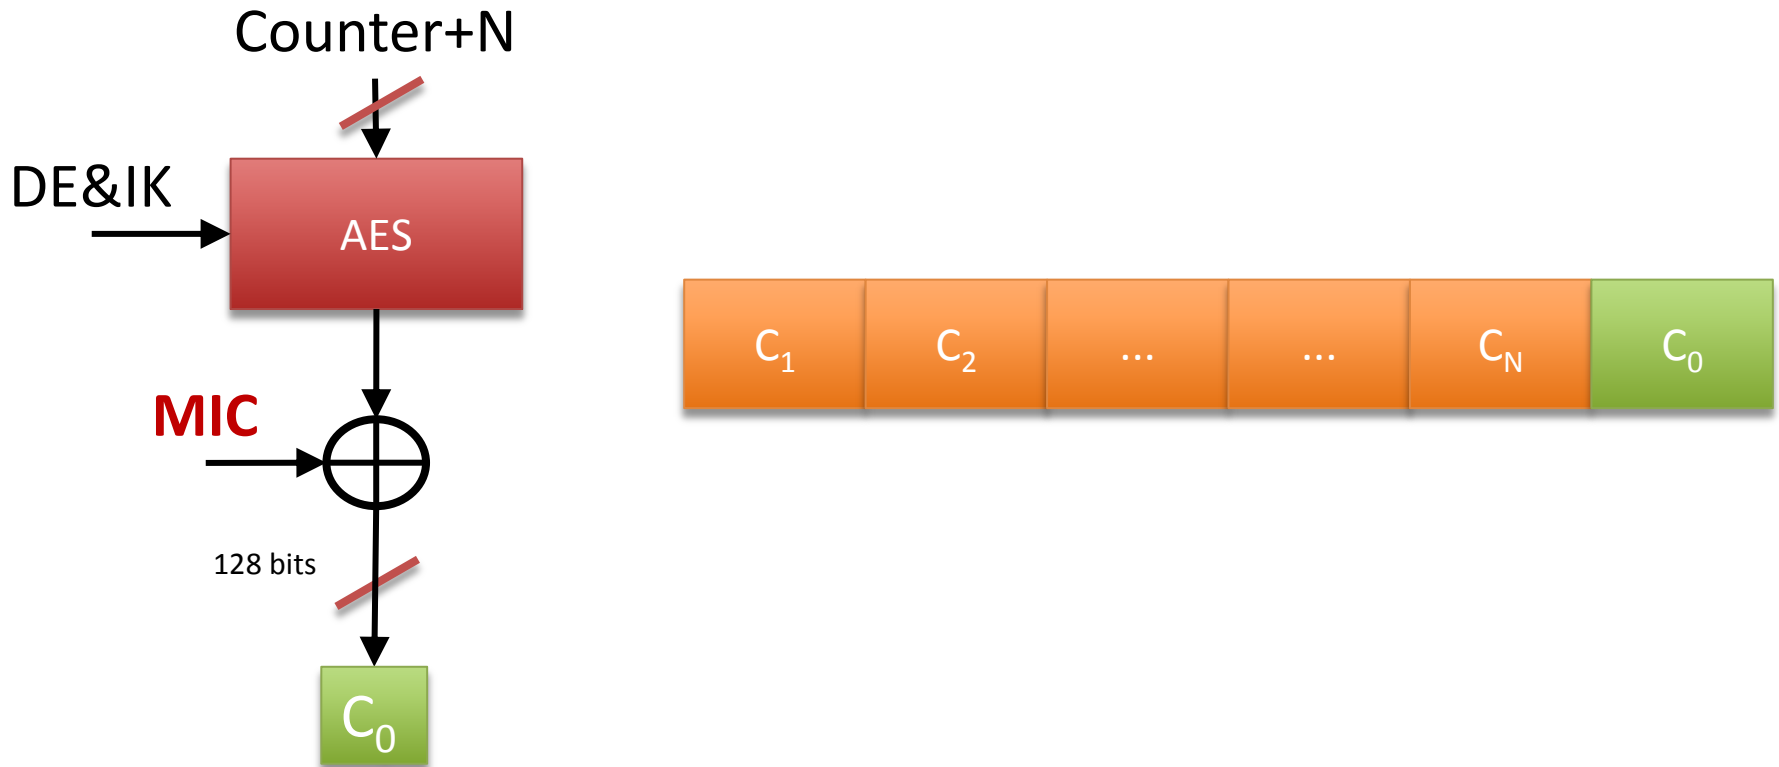 Counter+N
DE&IK
AES
MIC
128 bits
C0
C1 C2 ... ... CN C0